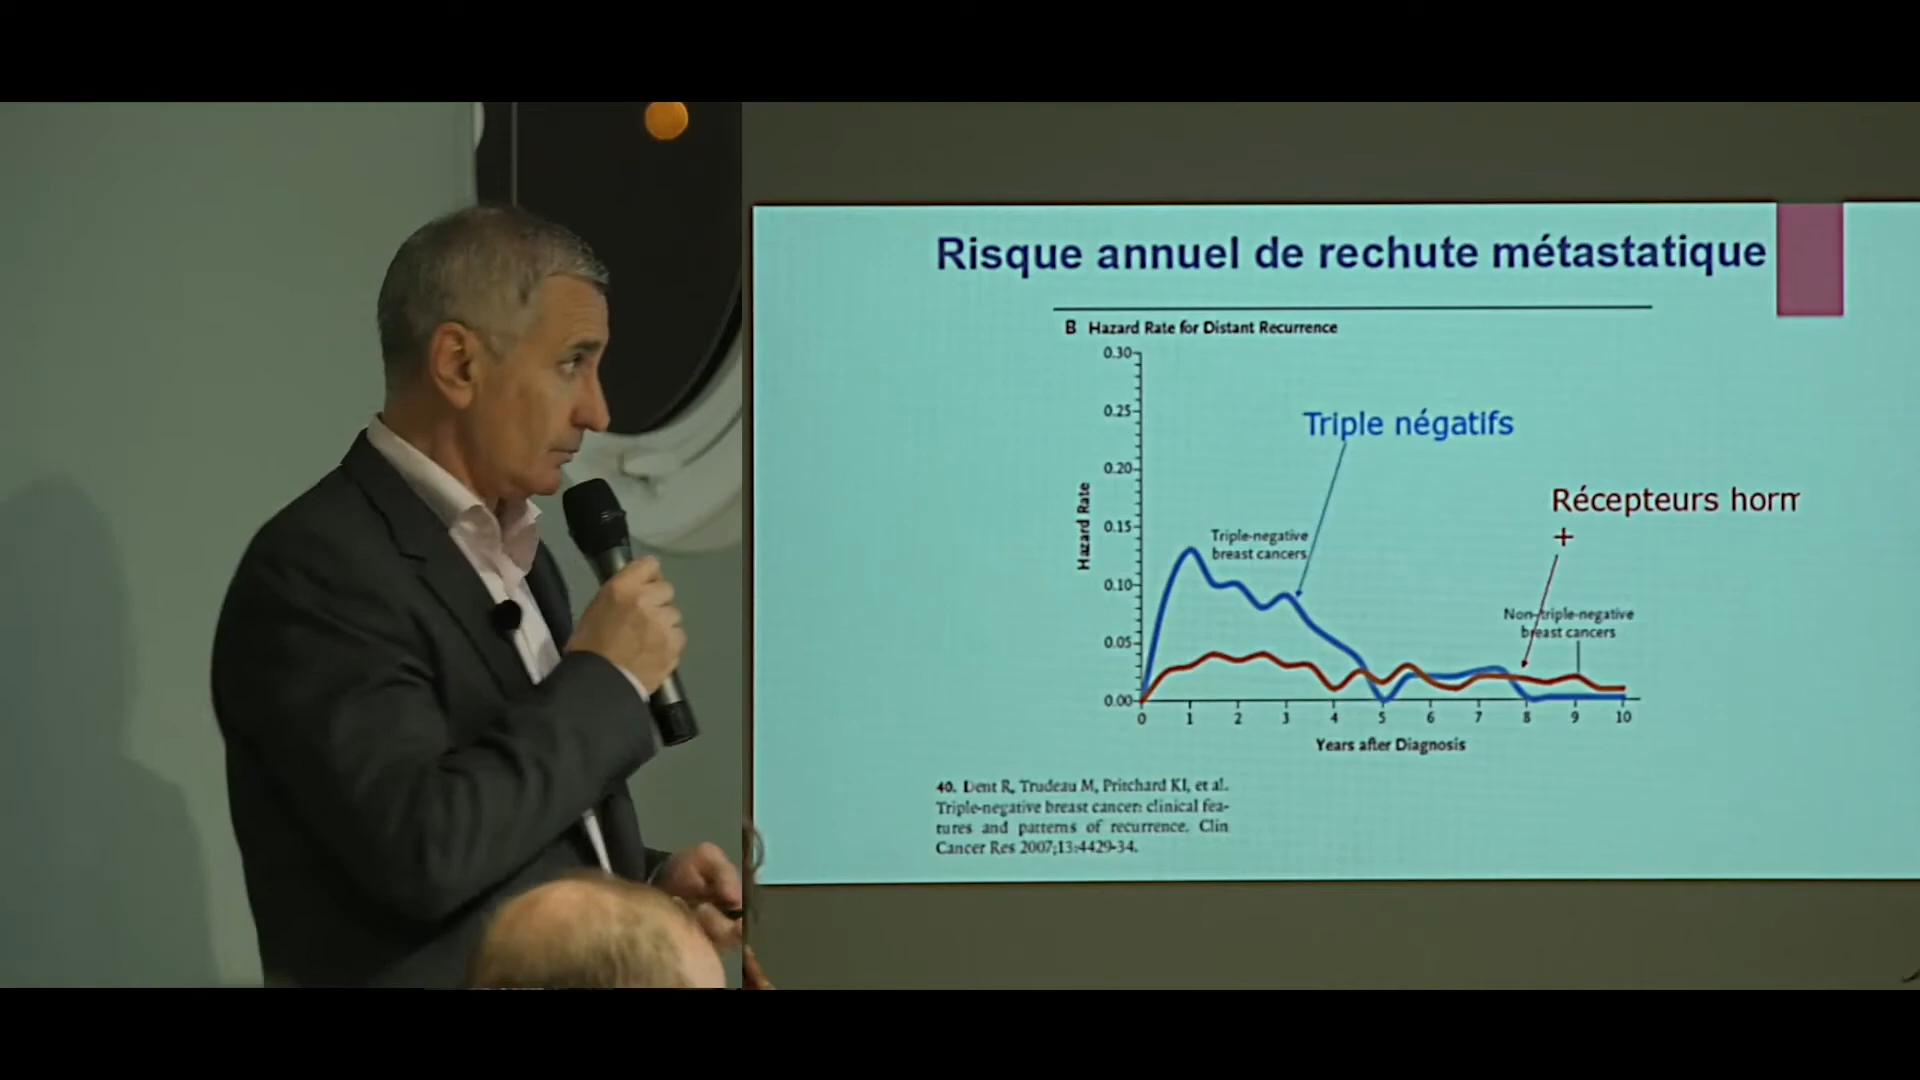 Risque annuel de rechute métastatique
B Hazard Rate for Distant Recurrence
0.30
0.25
Triple négatifs
0.20
Récepteurs horm
+
Hazard Rate
0.15
Triple-negative
breast cancers
0.10
Non-triple-negative
breast cancers
0.05
0.00
0 1 2 3 4 5 6 7 8 9 10
Years after Diagnosis
40. Dent R, Trudeau M, Pritchard KI, et al.
Triple-negative breast cancer: clinical fea-
tures and patterns of recurrence. Clin
Cancer Res 2007;13:4429-34.